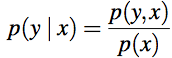 p(y | x) = p(y,x) / p(x)